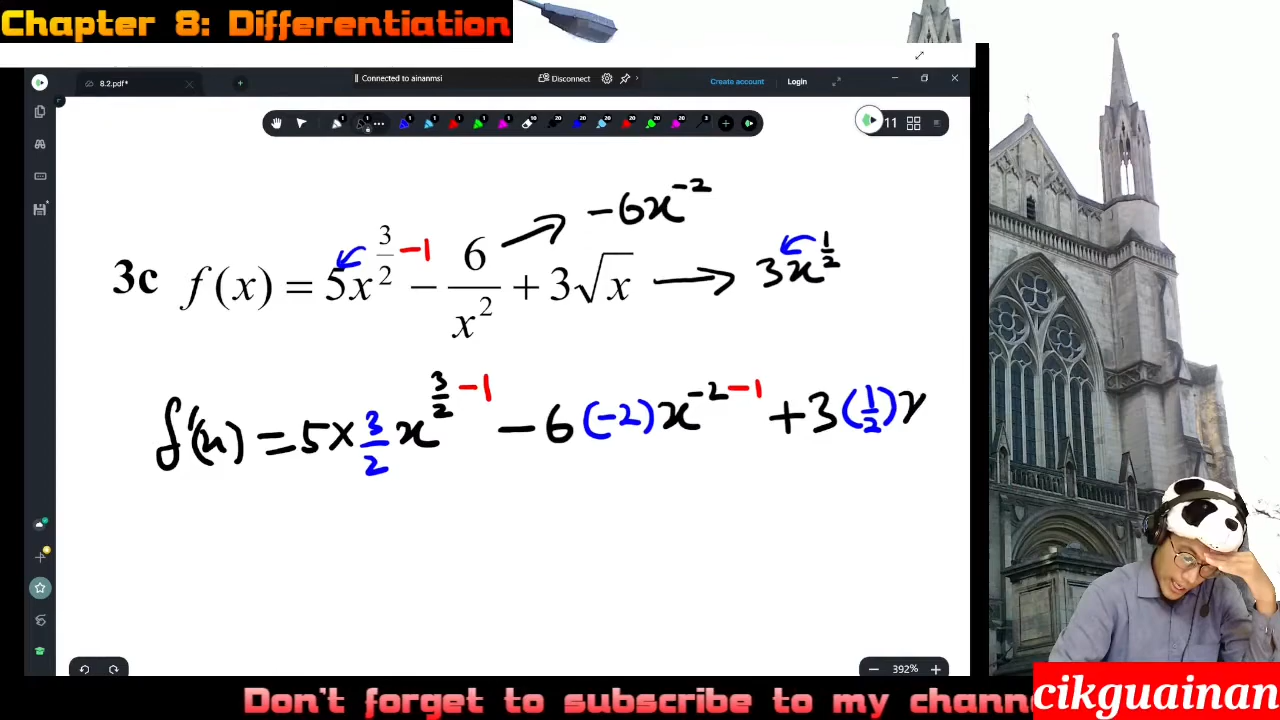 Chapter 8: Differentiation
8.2.pdf*
Connected to ainanmsi
Disconnect
Create account
Login
11
→ -6x^{-2}
3c f(x) = 5x^{3/2} -1 - 6/x^2 + 3√x → 3x^{1/2}
f'(x) = 5 × 3/2 x^{3/2 -1} - 6(-2)x^{-2-1} + 3(1/2)x
392%
Don't forget to subscribe to my channe
cikguainan